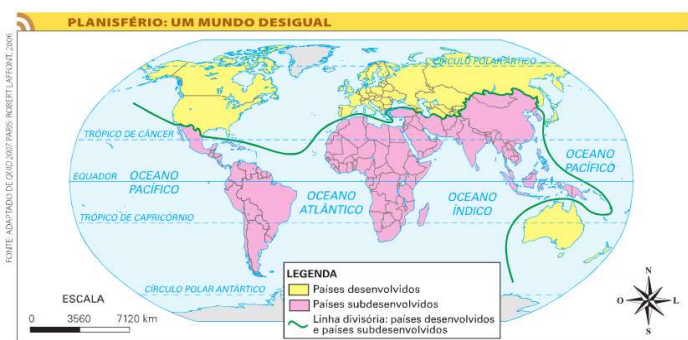 PLANISFÉRIO: UM MUNDO DESIGUAL
CÍRCULO POLAR ÁRTICO
TRÓPICO DE CÂNCER
OCEANO
PACÍFICO
EQUADOR
OCEANO
PACÍFICO
OCEANO
ATLÂNTICO
OCEANO
ÍNDICO
TRÓPICO DE CAPRICÓRNIO
CÍRCULO POLAR ANTÁRTICO
LEGENDA
Países desenvolvidos
Países subdesenvolvidos
Linha divisória: países desenvolvidos
e países subdesenvolvidos
ESCALA
0 3560 7120 km
N
O L
S
FONTE: ADAPTADO DE QUID 2007. PARIS: ROBERT LAFFONT, 2006